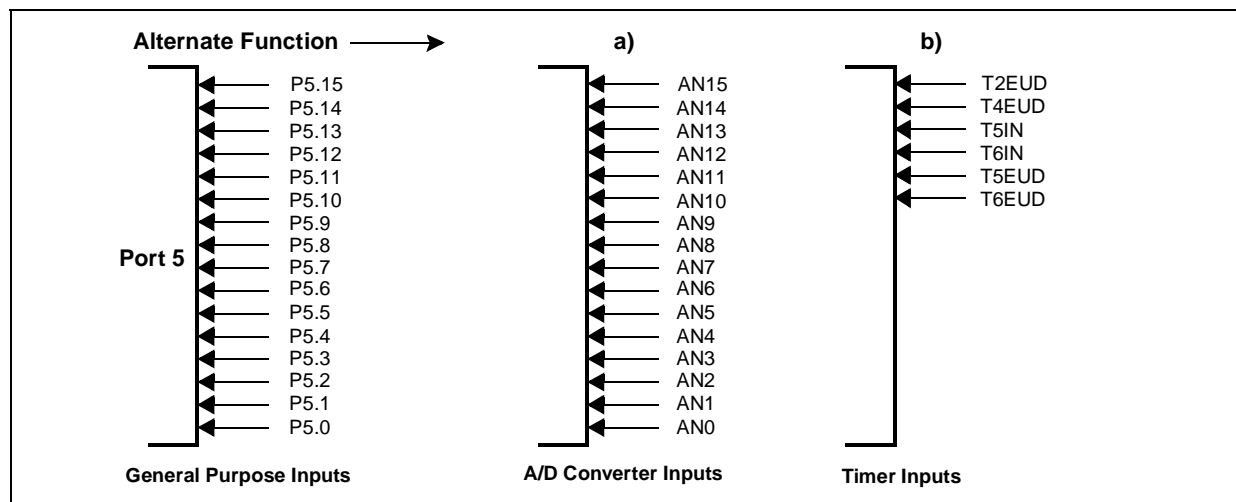 Alternate Function a) b)
P5.15 AN15 T2EUD
P5.14 AN14 T4EUD
P5.13 AN13 T5IN
P5.12 AN12 T6IN
P5.11 AN11 T5EUD
P5.10 AN10 T6EUD
P5.9 AN9
P5.8 AN8
Port 5
P5.7 AN7
P5.6 AN6
P5.5 AN5
P5.4 AN4
P5.3 AN3
P5.2 AN2
P5.1 AN1
P5.0 AN0
General Purpose Inputs A/D Converter Inputs Timer Inputs